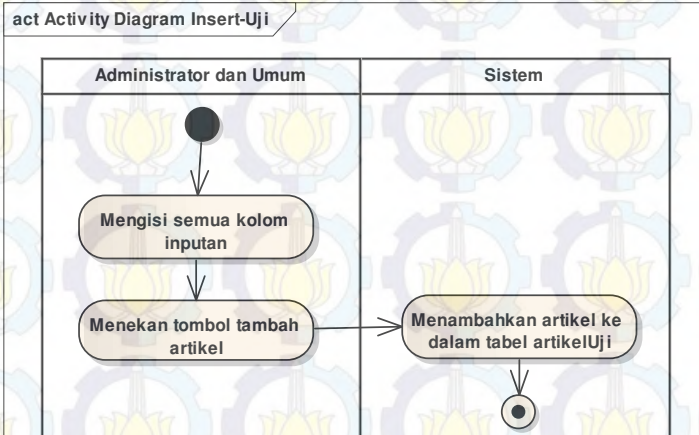 act Activity Diagram Insert-Uji
Administrator dan Umum
Sistem
Mengisi semua kolom
inputan
Menekan tombol tambah
artikel
Menambahkan artikel ke
dalam tabel artikelUji